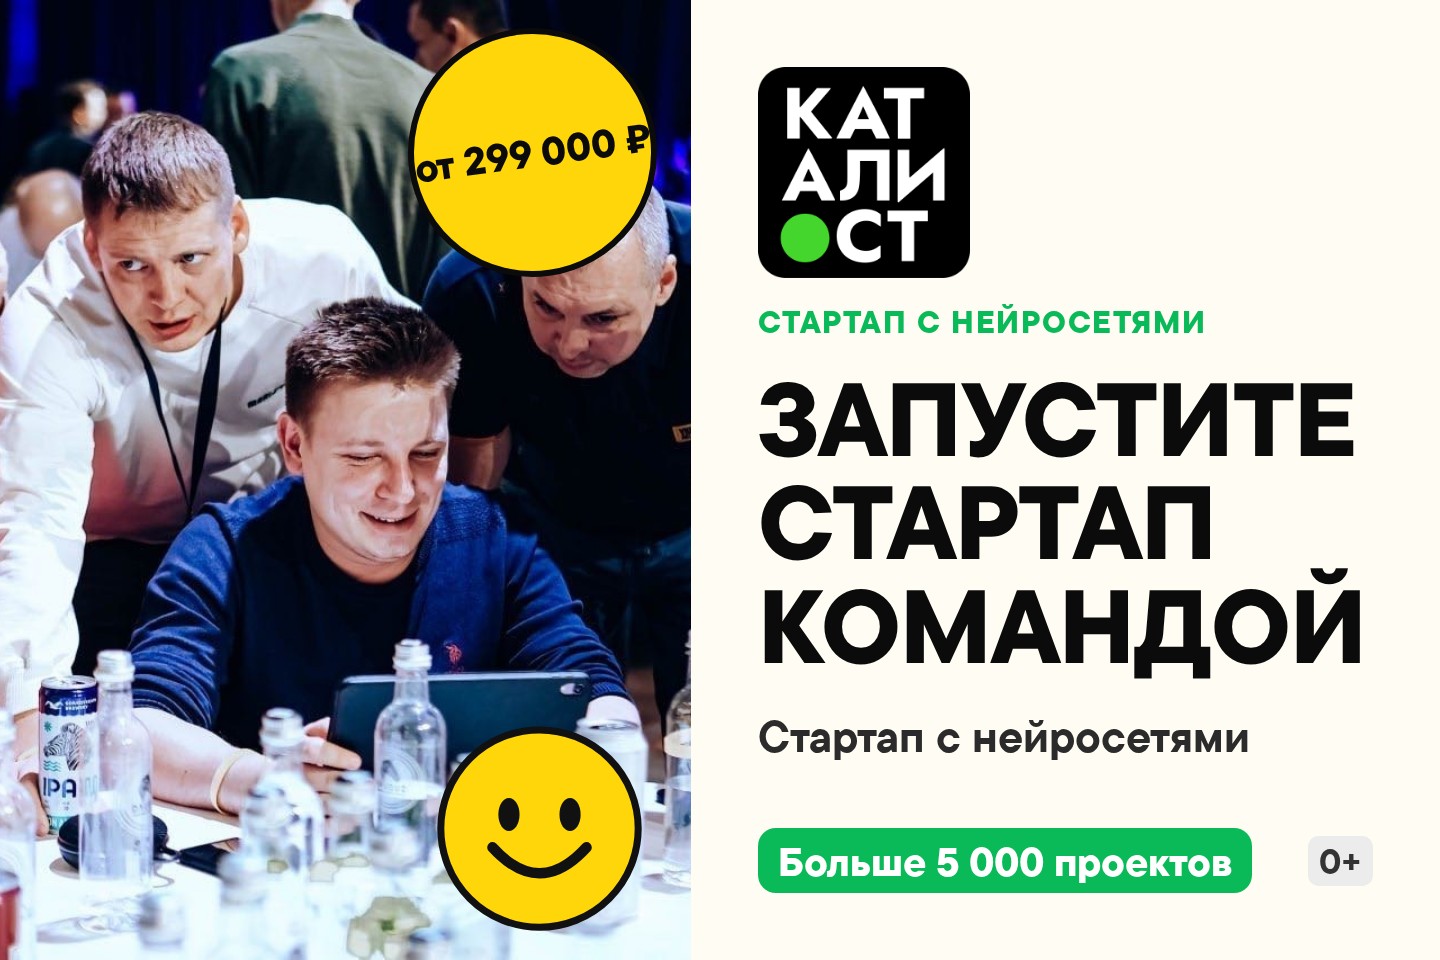 от 299 000 ₽
IPA
КАТ
АЛИ
СТ
СТАРТАП С НЕЙРОСЕТЯМИ
ЗАПУСТИТЕ
СТАРТАП
КОМАНДОЙ
Стартап с нейросетями
Больше 5 000 проектов
0+